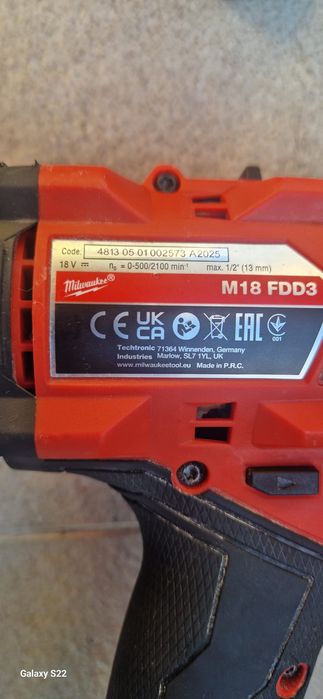 Code: 4813 05 01 002573 A2025
18 V ⎓ n₀ = 0-500/2100 min⁻¹ max. 1/2" (13 mm)
Milwaukee®
M18 FDD3
CE UK CA EAC 001
Techtronic 71364 Winnenden, Germany
Industries Marlow, SL7 1YL, UK
www.milwaukeetool.eu Made in P.R.C.
Galaxy S22